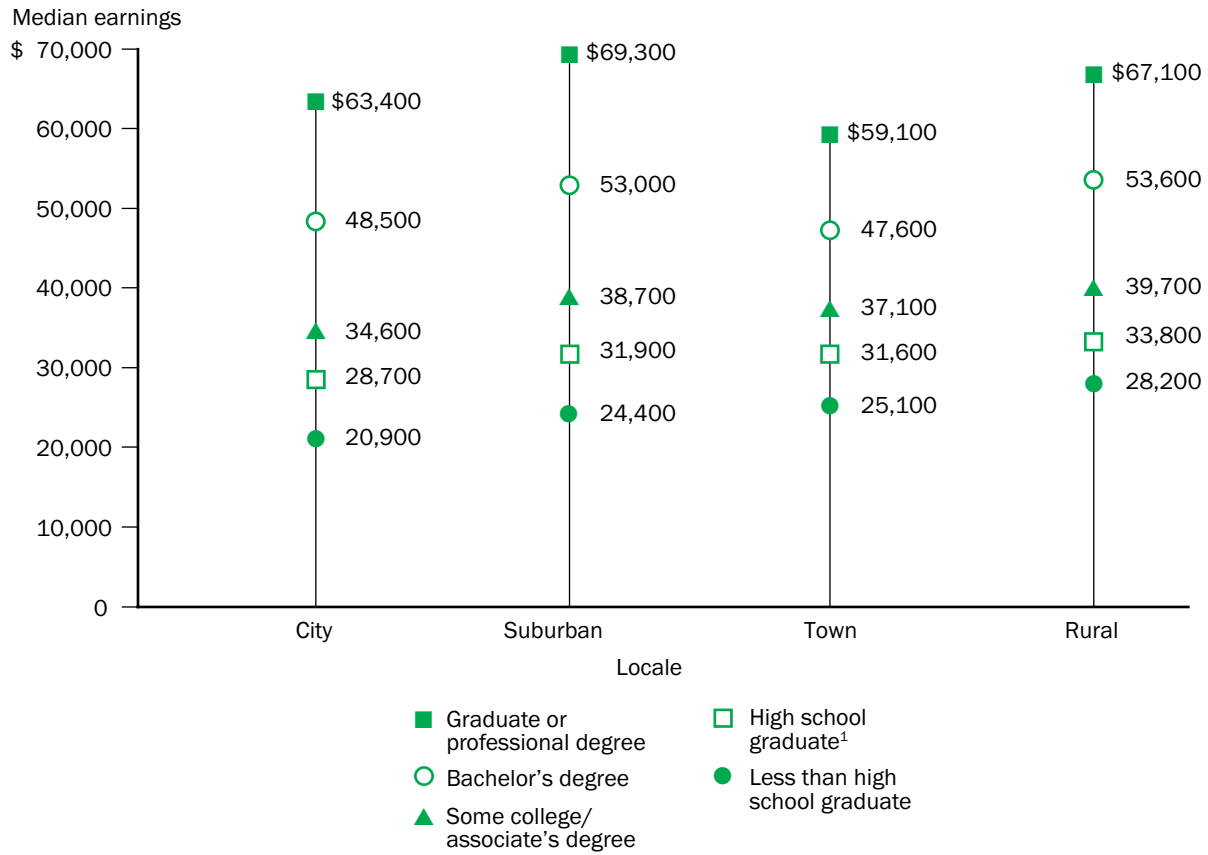 Median earnings
$ 70,000
60,000
50,000
40,000
30,000
20,000
10,000
0
$63,400
48,500
34,600
28,700
20,900
$69,300
53,000
38,700
31,900
24,400
$59,100
47,600
37,100
31,600
25,100
$67,100
53,600
39,700
33,800
28,200
City
Suburban
Town
Rural
Locale
Graduate or
professional degree
Bachelor’s degree
Some college/
associate’s degree
High school
graduate¹
Less than high
school graduate